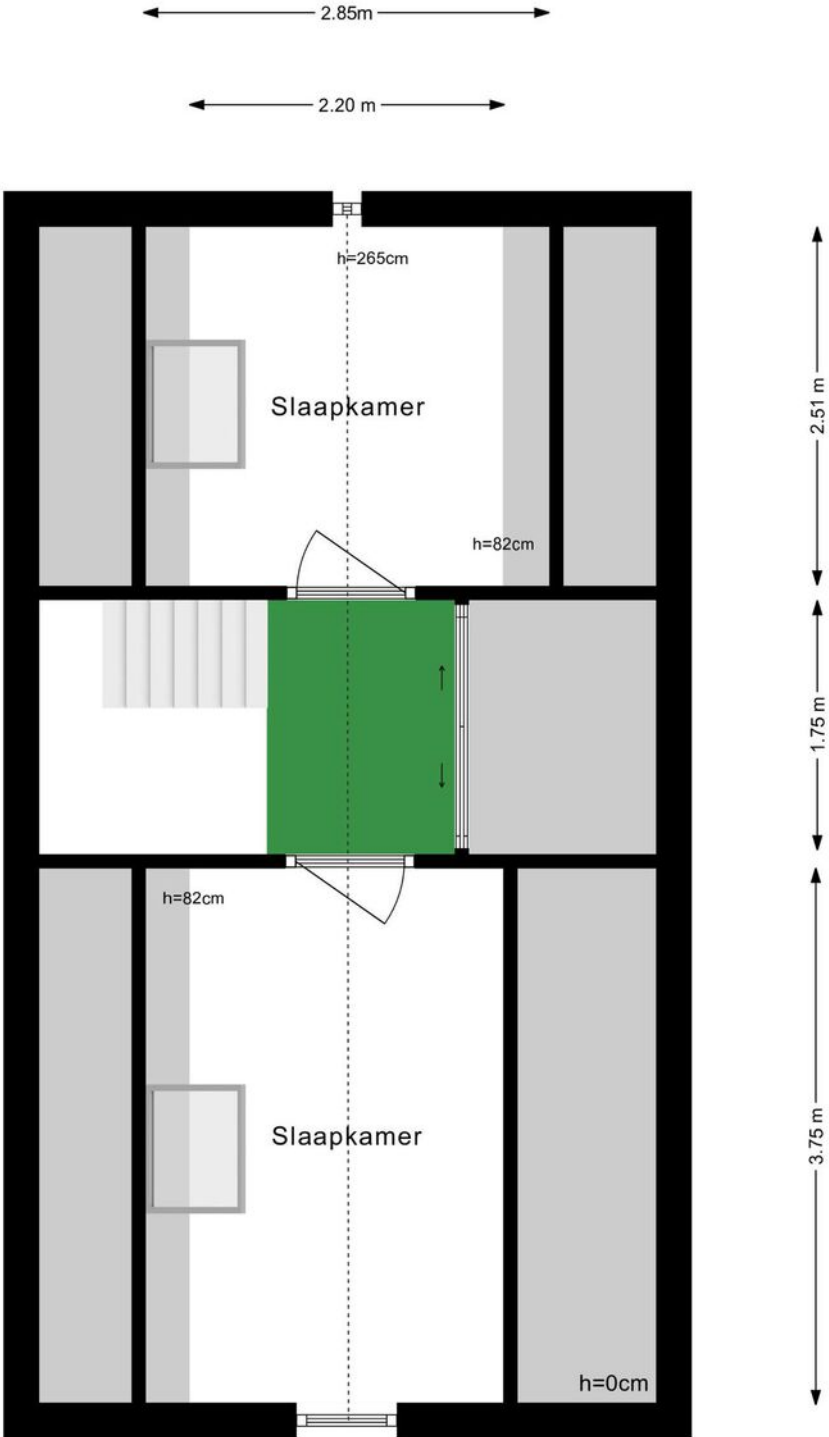 2.85m
2.20 m
h=265cm
2.51 m
Slaapkamer
h=82cm
1.75 m
h=82cm
Slaapkamer
3.75 m
h=0cm